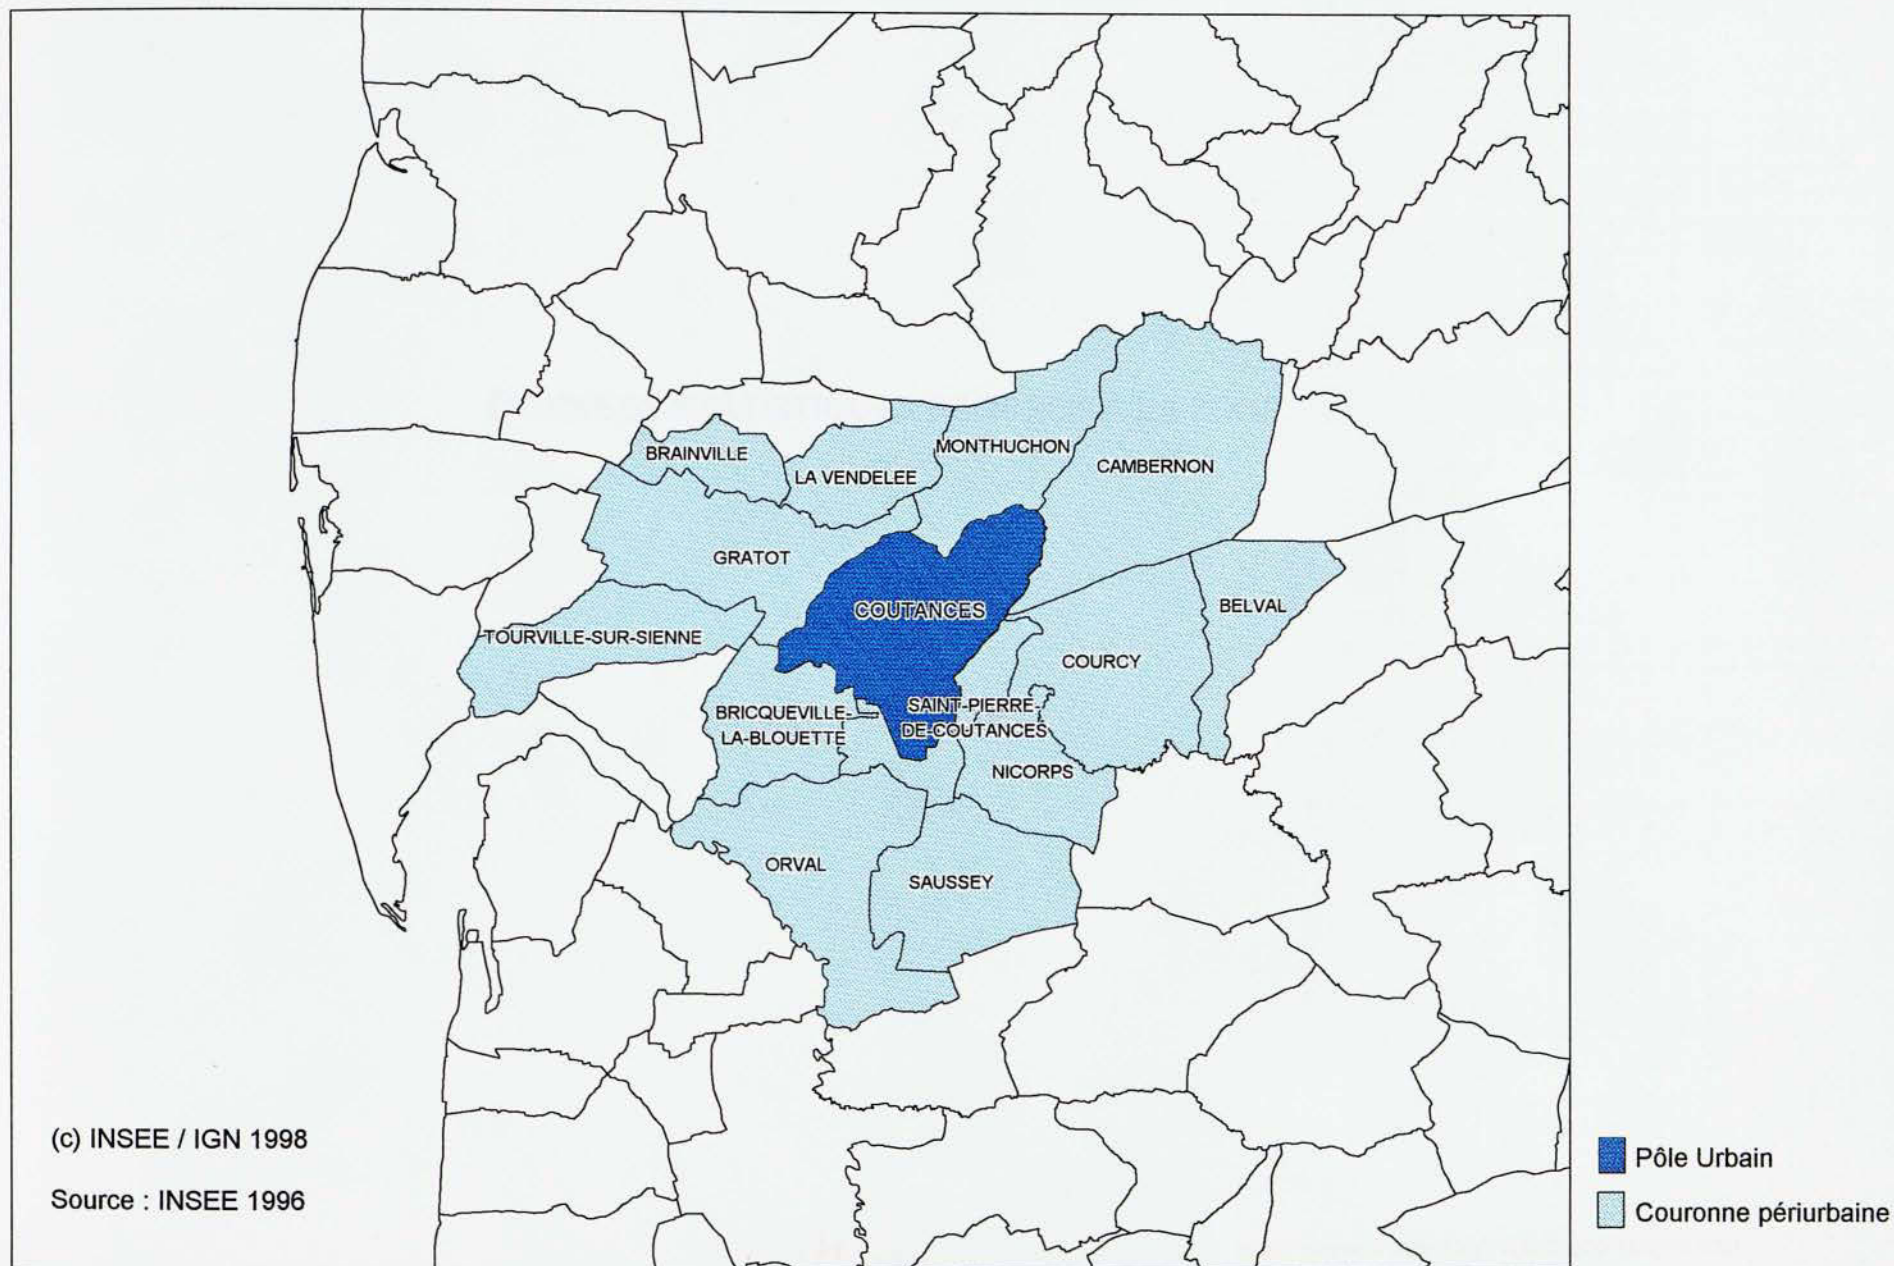 BRAINVILLE
LA VENDELEE
MONTHUCHON
CAMBERNON
GRATOT
COUTANCES
BELVAL
TOURVILLE-SUR-SIENNE
COURCY
BRICQUEVILLE-
LA-BLOUETTE
SAINT-PIERRE-
DE-COUTANCES
NICORPS
ORVAL
SAUSSEY
(c) INSEE / IGN 1998
Source : INSEE 1996
Pôle Urbain
Couronne périurbaine